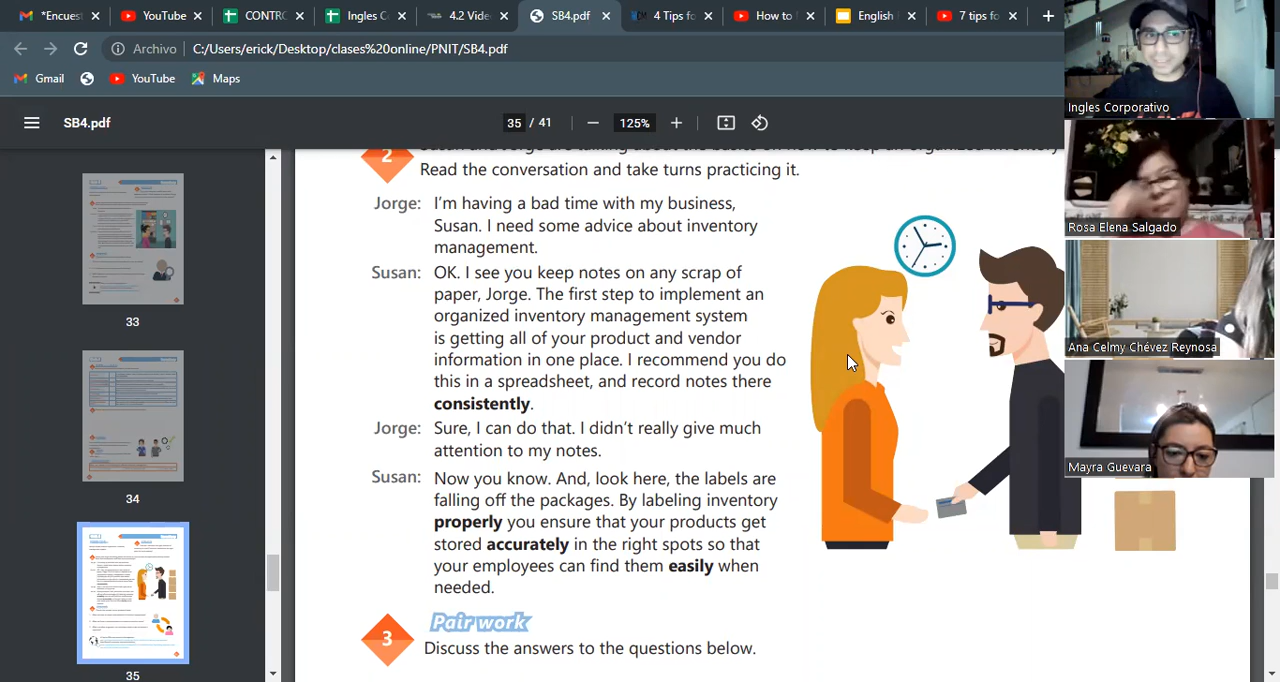 *Encues
YouTube
CONTRO
Ingles C
4.2 Vide
SB4.pdf
4 Tips fo
How to
English
7 tips fo
Archivo
C:/Users/erick/Desktop/clases%20online/PNIT/SB4.pdf
Gmail
YouTube
Maps
SB4.pdf
35 / 41
125%
33
34
35
2
Read the conversation and take turns practicing it.
Jorge: I'm having a bad time with my business,
Susan. I need some advice about inventory
management.
Susan: OK. I see you keep notes on any scrap of
paper, Jorge. The first step to implement an
organized inventory management system
is getting all of your product and vendor
information in one place. I recommend you do
this in a spreadsheet, and record notes there
consistently.
Jorge: Sure, I can do that. I didn't really give much
attention to my notes.
Susan: Now you know. And, look here, the labels are
falling off the packages. By labeling inventory
properly you ensure that your products get
stored accurately in the right spots so that
your employees can find them easily when
needed.
3
Pair work
Discuss the answers to the questions below.
Ingles Corporativo
Rosa Elena Salgado
Ana Celmy Chévez Reynosa
Mayra Guevara